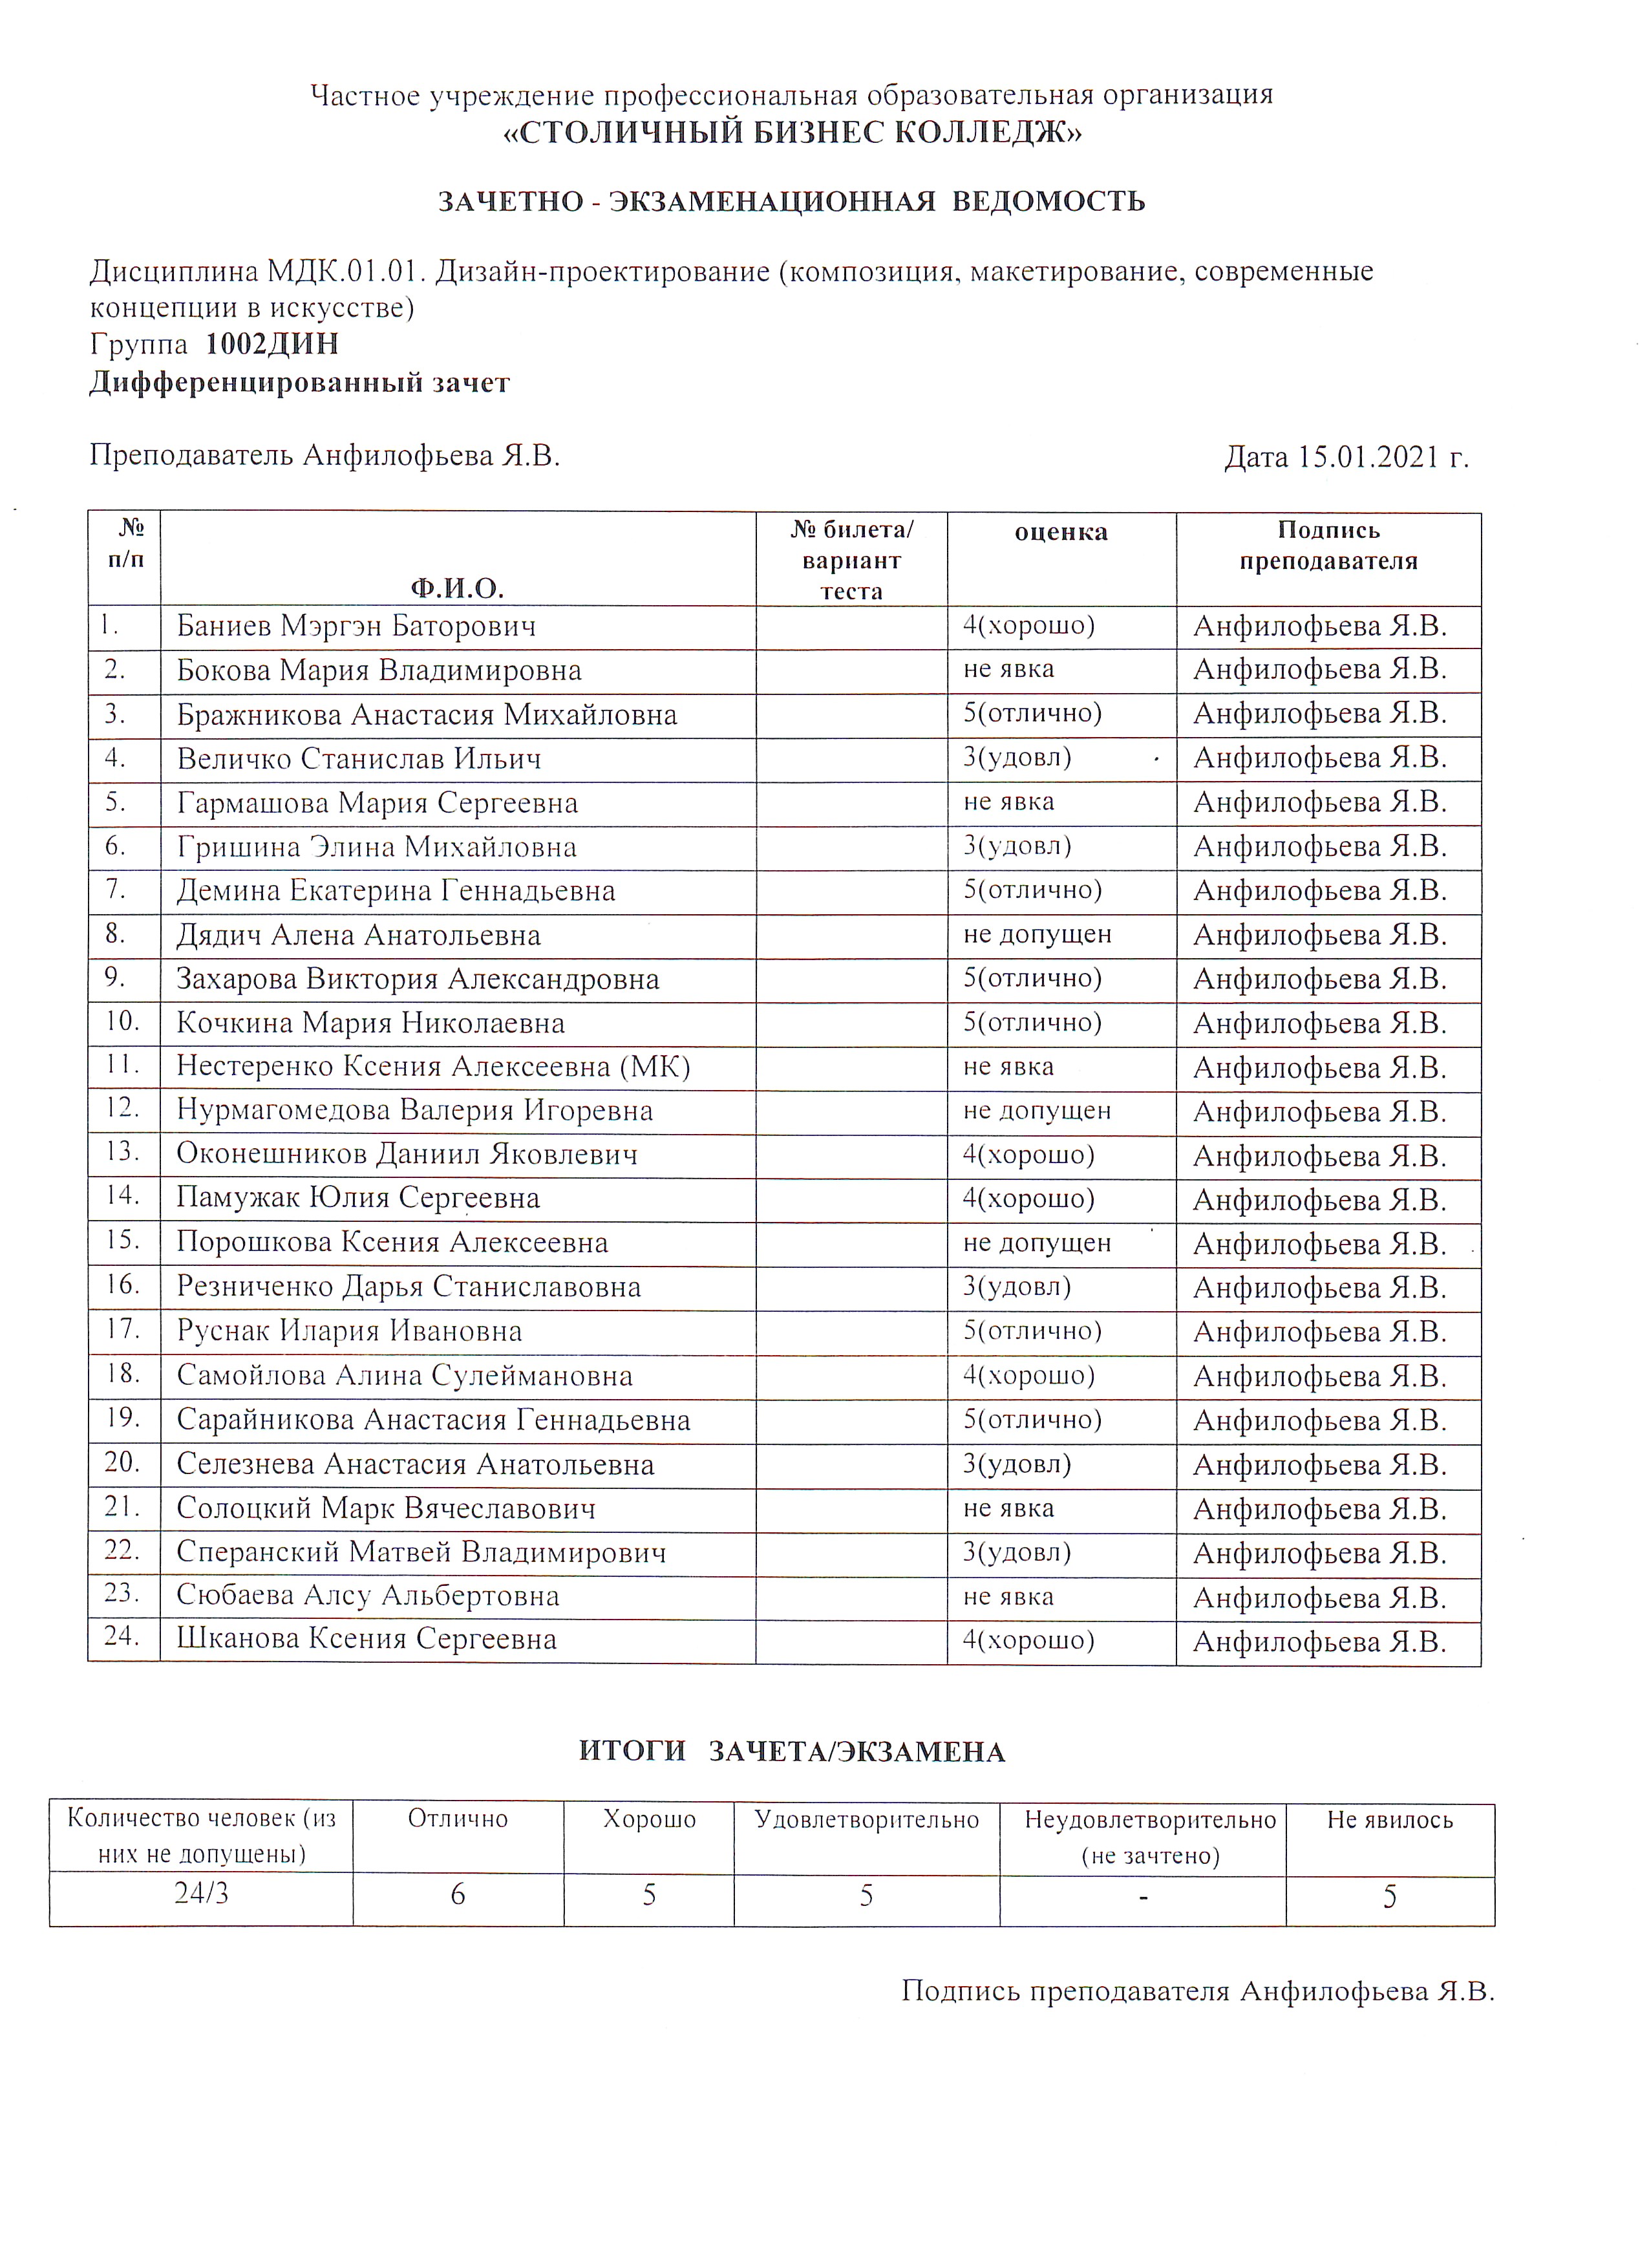 Частное учреждение профессиональная образовательная организация
«СТОЛИЧНЫЙ БИЗНЕС КОЛЛЕДЖ»
ЗАЧЕТНО - ЭКЗАМЕНАЦИОННАЯ ВЕДОМОСТЬ
Дисциплина МДК.01.01. Дизайн-проектирование (композиция, макетирование, современные
концепции в искусстве)
Группа 1002ДИН
Дифференцированный зачет
Преподаватель Анфилофьева Я.В. Дата 15.01.2021 г.
№ п/п Ф.И.О. № билета/ вариант теста оценка Подпись преподавателя
1. Баниев Мэргэн Баторович 4(хорошо) Анфилофьева Я.В.
2. Бокова Мария Владимировна не явка Анфилофьева Я.В.
3. Бражникова Анастасия Михайловна 5(отлично) Анфилофьева Я.В.
4. Величко Станислав Ильич 3(удовл) Анфилофьева Я.В.
5. Гармашова Мария Сергеевна не явка Анфилофьева Я.В.
6. Гришина Элина Михайловна 3(удовл) Анфилофьева Я.В.
7. Демина Екатерина Геннадьевна 5(отлично) Анфилофьева Я.В.
8. Дядич Алена Анатольевна не допущен Анфилофьева Я.В.
9. Захарова Виктория Александровна 5(отлично) Анфилофьева Я.В.
10. Кочкина Мария Николаевна 5(отлично) Анфилофьева Я.В.
11. Нестеренко Ксения Алексеевна (МК) не явка Анфилофьева Я.В.
12. Нурмагомедова Валерия Игоревна не допущен Анфилофьева Я.В.
13. Оконешников Даниил Яковлевич 4(хорошо) Анфилофьева Я.В.
14. Памужак Юлия Сергеевна 4(хорошо) Анфилофьева Я.В.
15. Порошкова Ксения Алексеевна не допущен Анфилофьева Я.В.
16. Резниченко Дарья Станиславовна 3(удовл) Анфилофьева Я.В.
17. Руснак Илария Ивановна 5(отлично) Анфилофьева Я.В.
18. Самойлова Алина Сулеймановна 4(хорошо) Анфилофьева Я.В.
19. Сарайникова Анастасия Геннадьевна 5(отлично) Анфилофьева Я.В.
20. Селезнева Анастасия Анатольевна 3(удовл) Анфилофьева Я.В.
21. Солоцкий Марк Вячеславович не явка Анфилофьева Я.В.
22. Сперанский Матвей Владимирович 3(удовл) Анфилофьева Я.В.
23. Сюбаева Алсу Альбертовна не явка Анфилофьева Я.В.
24. Шканова Ксения Сергеевна 4(хорошо) Анфилофьева Я.В.
ИТОГИ ЗАЧЕТА/ЭКЗАМЕНА
Количество человек (из них не допущены) Отлично Хорошо Удовлетворительно Неудовлетворительно (не зачтено) Не явилось
24/3 6 5 5 - 5
Подпись преподавателя Анфилофьева Я.В.